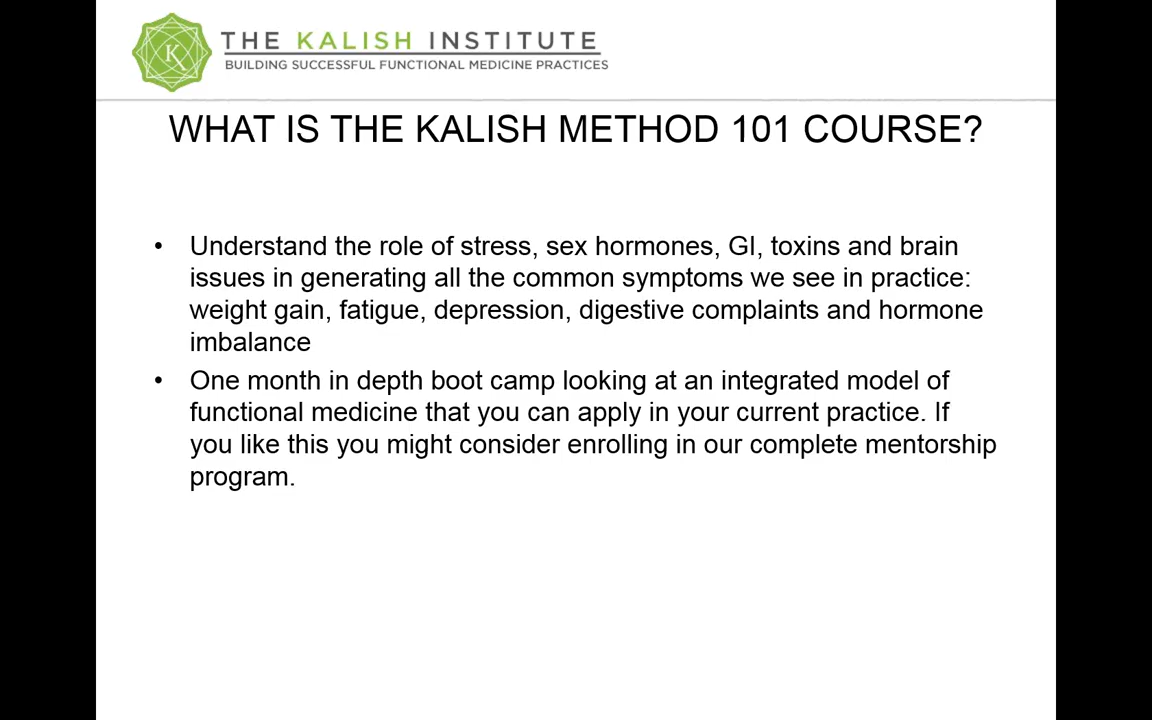 K
THE KALISH INSTITUTE
BUILDING SUCCESSFUL FUNCTIONAL MEDICINE PRACTICES
WHAT IS THE KALISH METHOD 101 COURSE?
• Understand the role of stress, sex hormones, GI, toxins and brain
issues in generating all the common symptoms we see in practice:
weight gain, fatigue, depression, digestive complaints and hormone
imbalance
• One month in depth boot camp looking at an integrated model of
functional medicine that you can apply in your current practice. If
you like this you might consider enrolling in our complete mentorship
program.